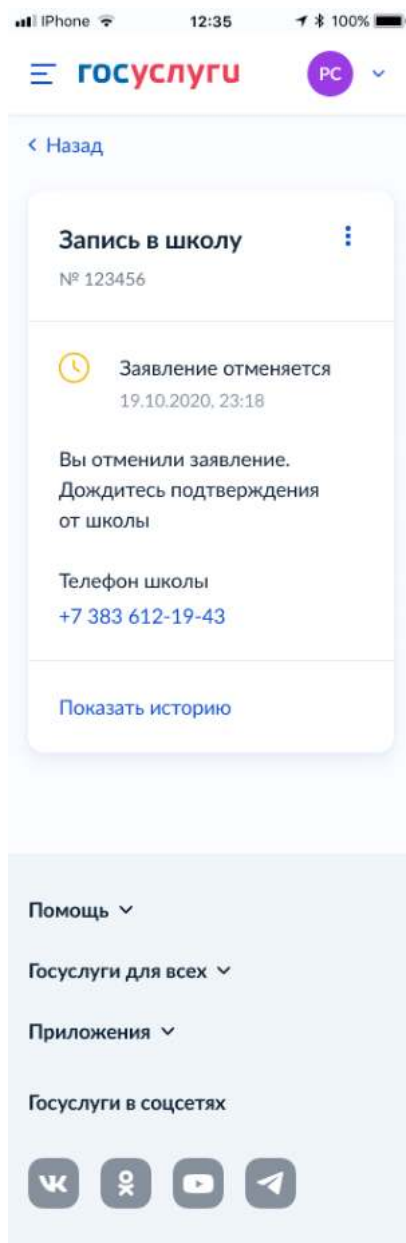 IPhone 12:35 100%
госуслуги РС
Назад
Запись в школу
№ 123456
Заявление отменяется
19.10.2020, 23:18
Вы отменили заявление.
Дождитесь подтверждения
от школы
Телефон школы
+7 383 612-19-43
Показать историю
Помощь
Госуслуги для всех
Приложения
Госуслуги в соцсетях